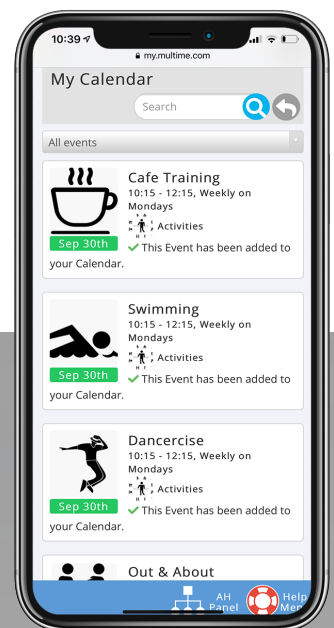 10:39
my.multime.com
My Calendar
Search
All events
Cafe Training
10:15 - 12:15, Weekly on
Mondays
Activities
Sep 30th
This Event has been added to
your Calendar.
Swimming
10:15 - 12:15, Weekly on
Mondays
Activities
Sep 30th
This Event has been added to
your Calendar.
Dancercise
10:15 - 12:15, Weekly on
Mondays
Activities
Sep 30th
This Event has been added to
your Calendar.
Out & About
AH
Panel
Help